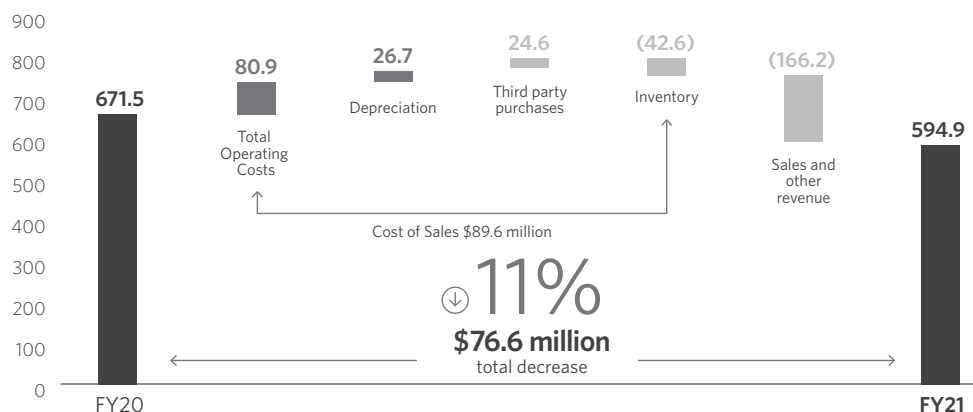 900
800
700
600
500
400
300
200
100
0
671.5
80.9
Total
Operating
Costs
26.7
Depreciation
24.6
Third party
purchases
(42.6)
Inventory
(166.2)
Sales and
other
revenue
594.9
Cost of Sales $89.6 million
11%
$76.6 million
total decrease
FY20
FY21